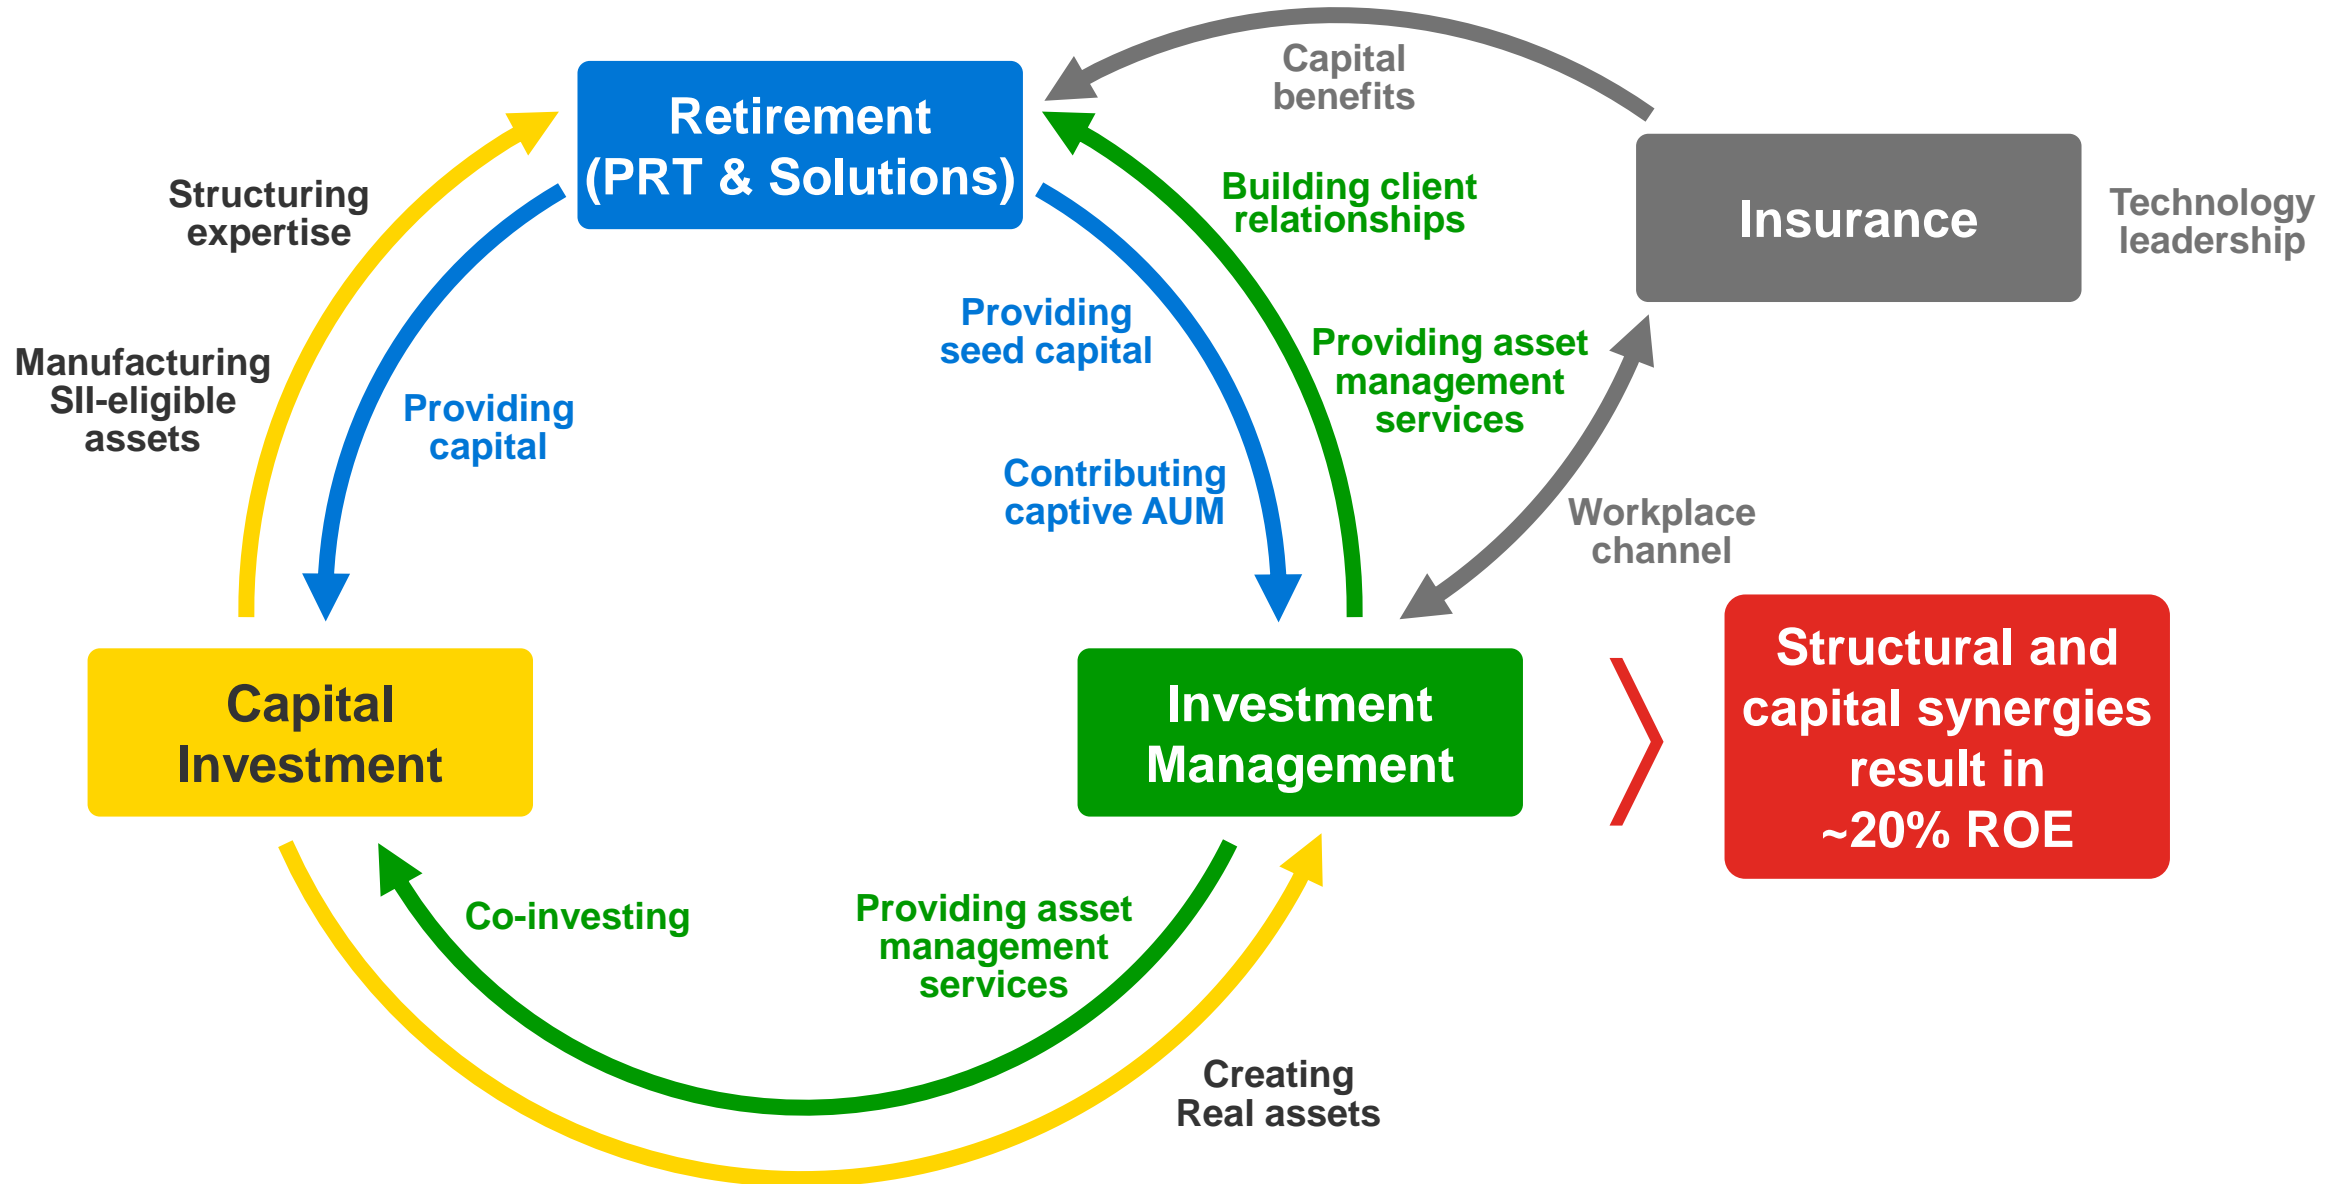 Capital
benefits
Retirement
(PRT & Solutions)
Structuring
expertise
Building client
relationships
Insurance
Technology
leadership
Providing
seed capital
Providing asset
management
services
Manufacturing
SII-eligible
assets
Providing
capital
Contributing
captive AUM
Workplace
channel
Capital
Investment
Investment
Management
Structural and
capital synergies
result in
~20% ROE
Co-investing
Providing asset
management
services
Creating
Real assets